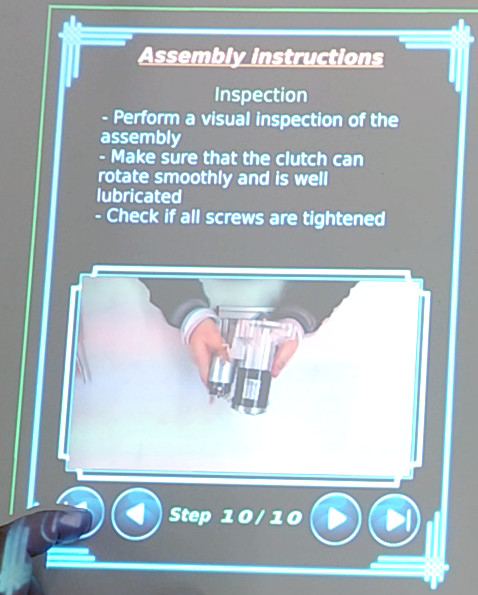 Assembly instructions
Inspection
- Perform a visual inspection of the
assembly
- Make sure that the clutch can
rotate smoothly and is well
lubricated
- Check if all screws are tightened
Step 10/10